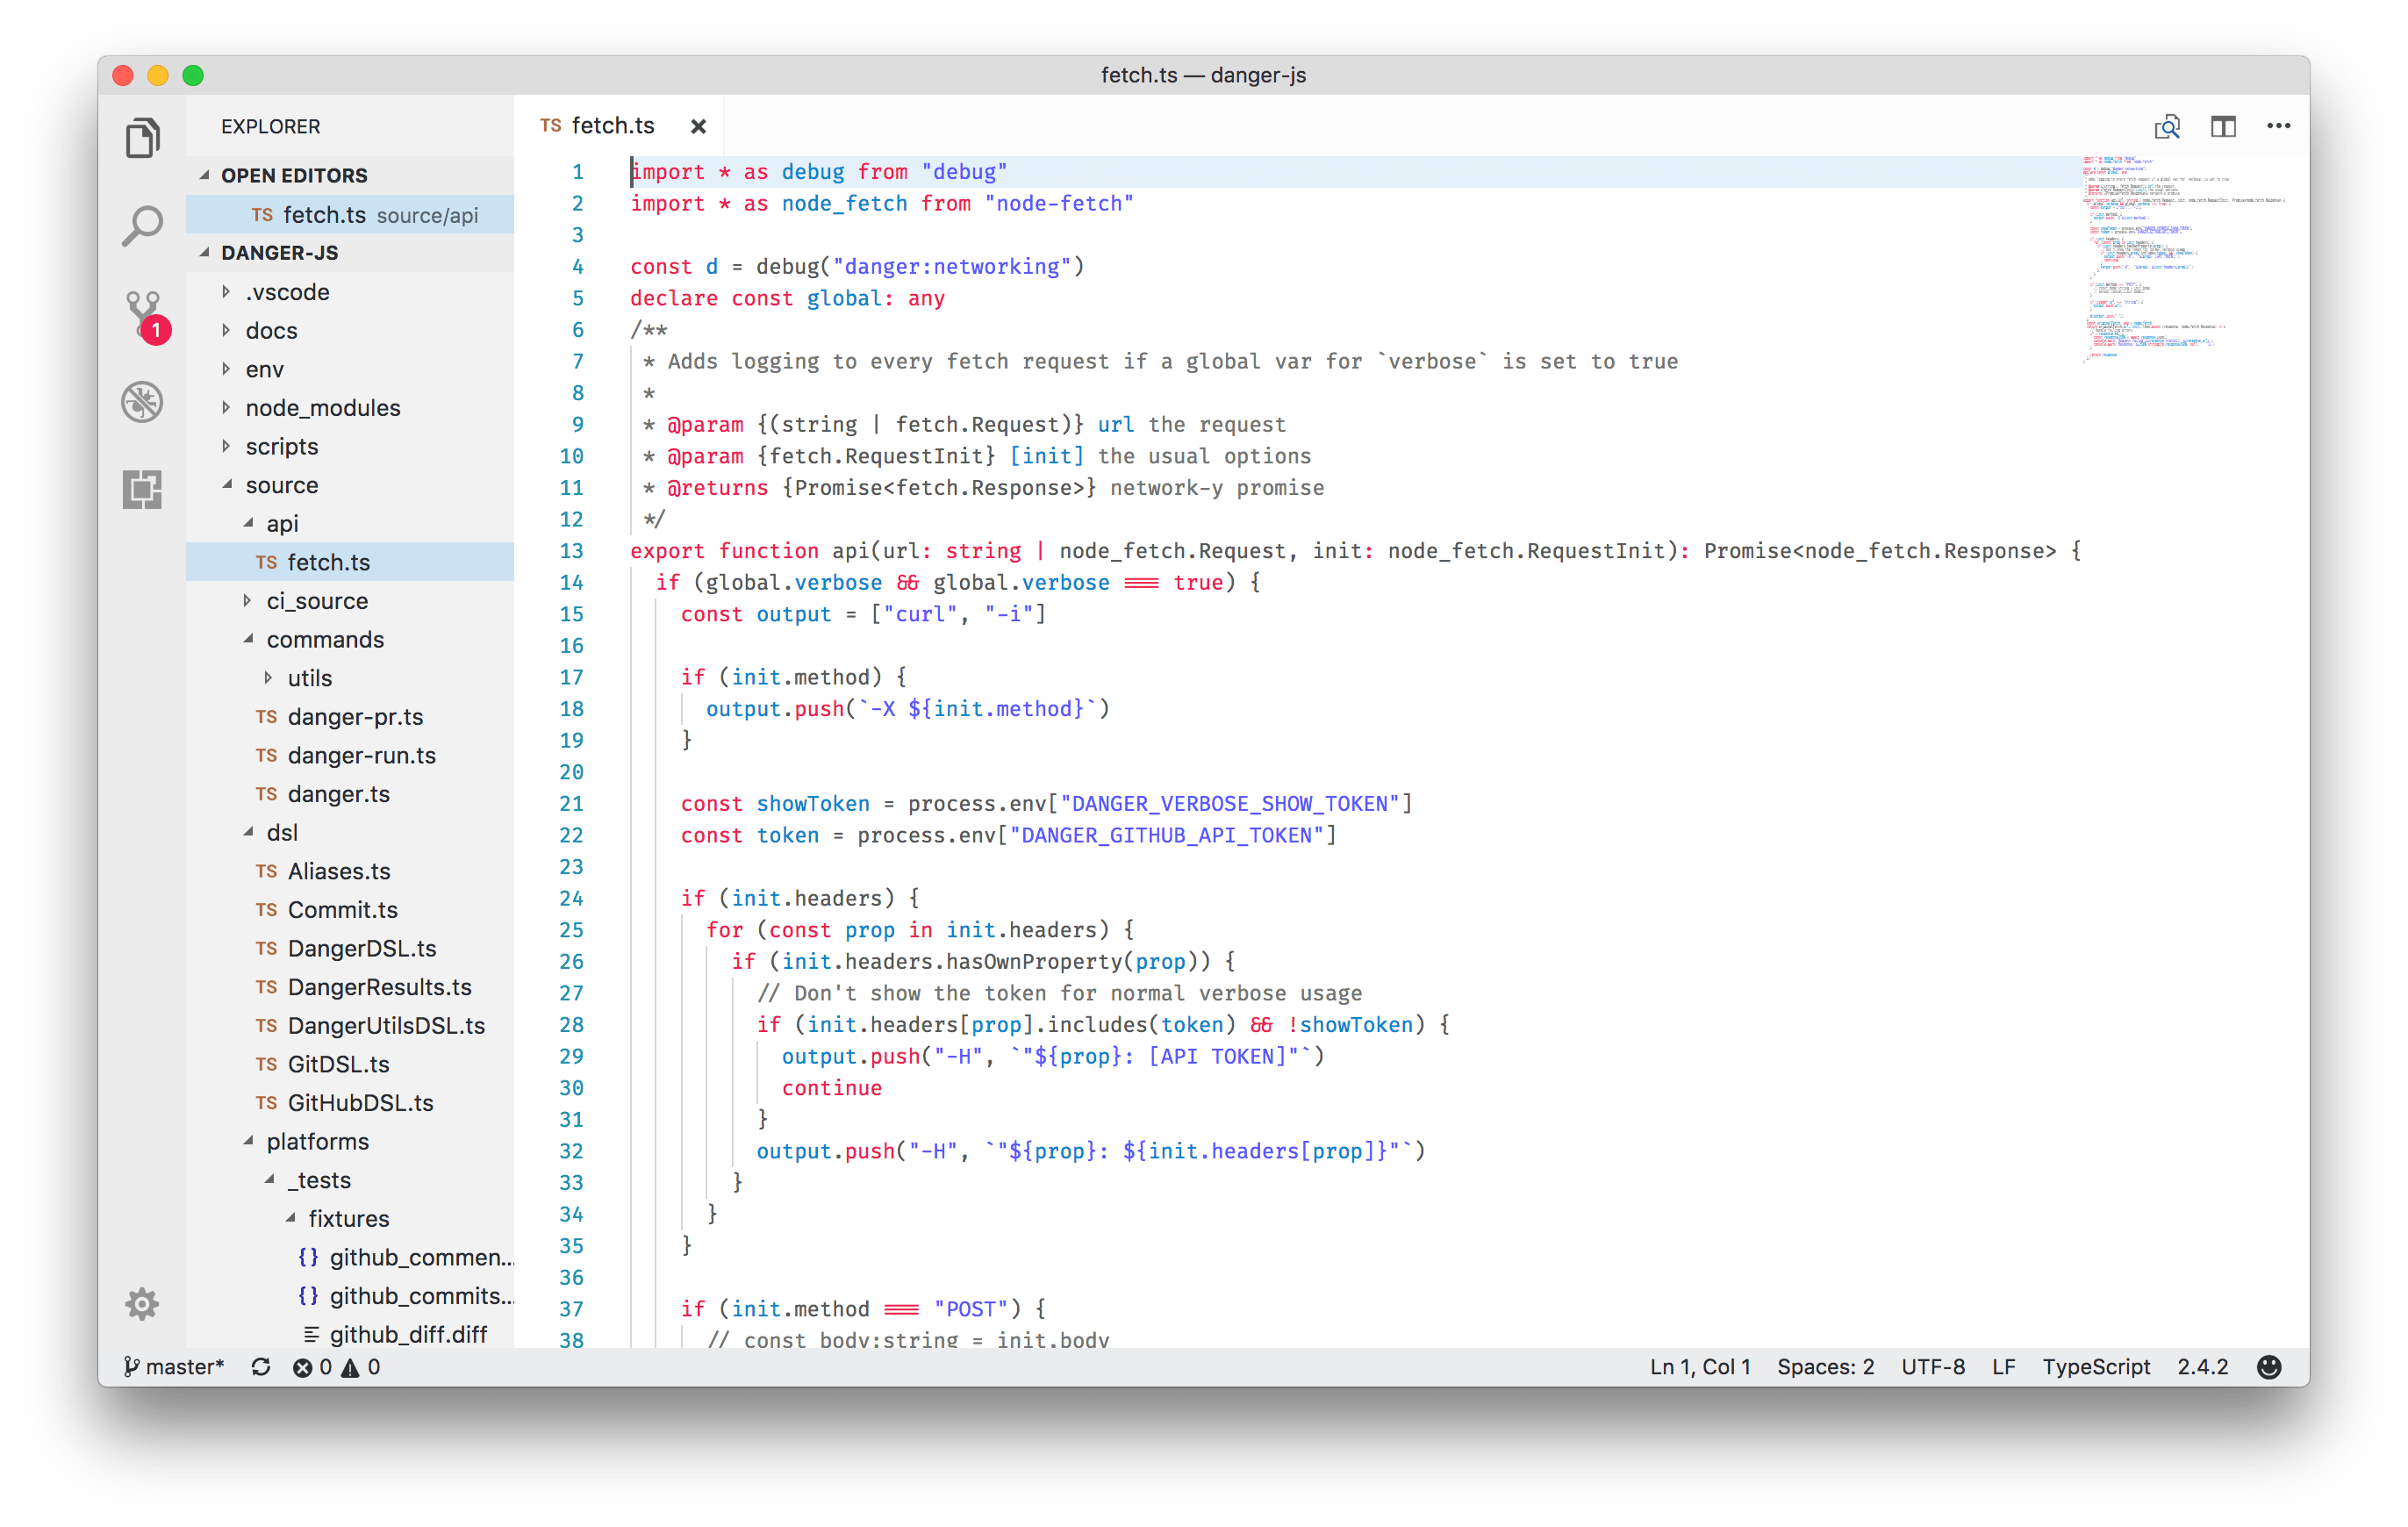 fetch.ts — danger-js
EXPLORER
OPEN EDITORS
TS fetch.ts source/api
DANGER-JS
.vscode
docs
env
node_modules
scripts
source
api
TS fetch.ts
ci_source
commands
utils
TS danger-pr.ts
TS danger-run.ts
TS danger.ts
dsl
TS Aliases.ts
TS Commit.ts
TS DangerDSL.ts
TS DangerResults.ts
TS DangerUtilsDSL.ts
TS GitDSL.ts
TS GitHubDSL.ts
platforms
_tests
fixtures
{} github_commen...
{} github_commits...
github_diff.diff
1
TS fetch.ts ×
1 import * as debug from "debug"
2 import * as node_fetch from "node-fetch"
3
4 const d = debug("danger:networking")
5 declare const global: any
6 /**
7 * Adds logging to every fetch request if a global var for `verbose` is set to true
8 *
9 * @param {(string | fetch.Request)} url the request
10 * @param {fetch.RequestInit} [init] the usual options
11 * @returns {Promise<fetch.Response>} network-y promise
12 */
13 export function api(url: string | node_fetch.Request, init: node_fetch.RequestInit): Promise<node_fetch.Response> {
14 if (global.verbose && global.verbose === true) {
15 const output = ["curl", "-i"]
16
17 if (init.method) {
18 output.push(`-X ${init.method}`)
19 }
20
21 const showToken = process.env["DANGER_VERBOSE_SHOW_TOKEN"]
22 const token = process.env["DANGER_GITHUB_API_TOKEN"]
23
24 if (init.headers) {
25 for (const prop in init.headers) {
26 if (init.headers.hasOwnProperty(prop)) {
27 // Don't show the token for normal verbose usage
28 if (init.headers[prop].includes(token) && !showToken) {
29 output.push("-H", `"${prop}: [API TOKEN]"`)
30 continue
31 }
32 output.push("-H", `"${prop}: ${init.headers[prop]}"`)
33 }
34 }
35 }
36
37 if (init.method === "POST") {
38 // const body:string = init.body
master* 0 0
Ln 1, Col 1 Spaces: 2 UTF-8 LF TypeScript 2.4.2